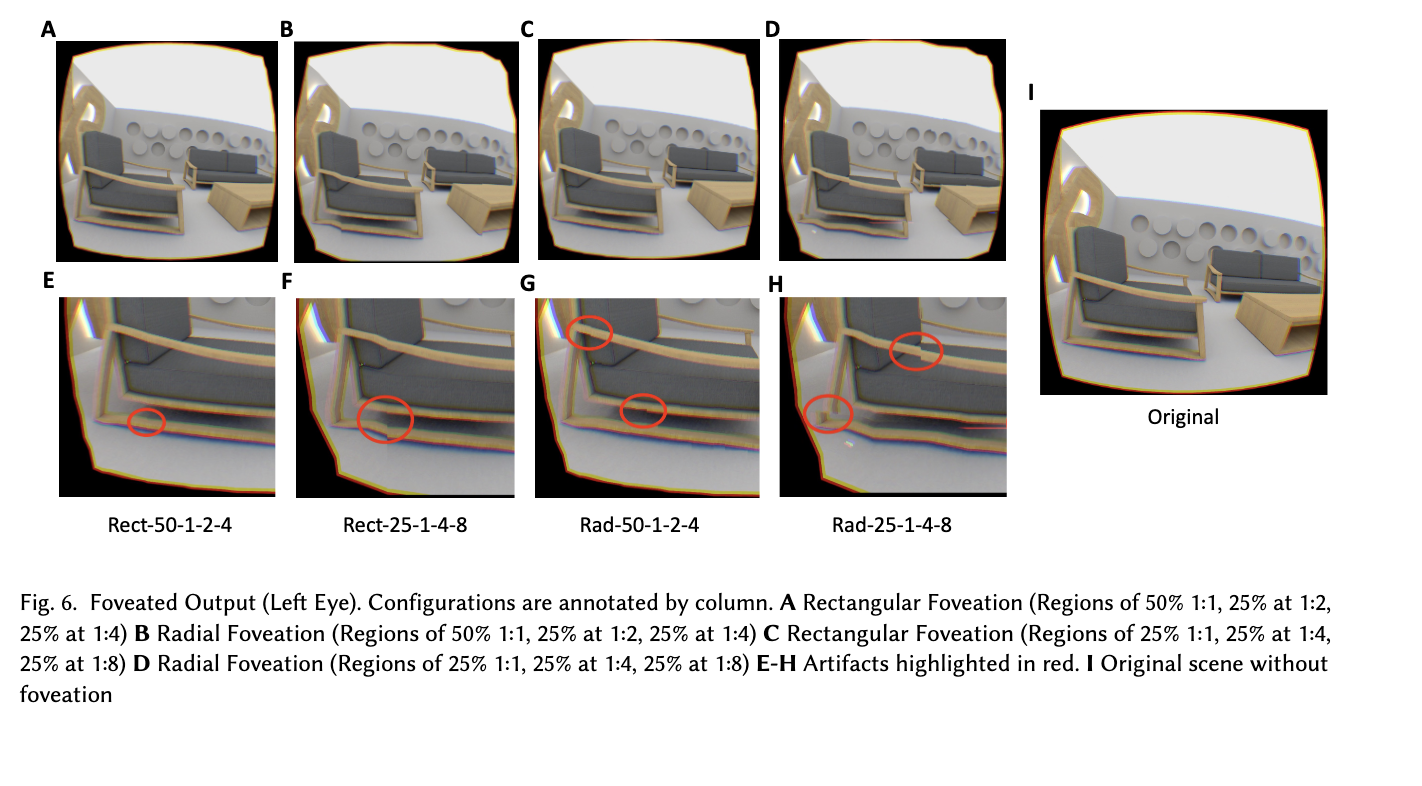 A
B
C
D
I
E
F
G
H
Original
Rect-50-1-2-4
Rect-25-1-4-8
Rad-50-1-2-4
Rad-25-1-4-8
Fig. 6. Foveated Output (Left Eye). Configurations are annotated by column. A Rectangular Foveation (Regions of 50% 1:1, 25% at 1:2,
25% at 1:4) B Radial Foveation (Regions of 50% 1:1, 25% at 1:2, 25% at 1:4) C Rectangular Foveation (Regions of 25% 1:1, 25% at 1:4,
25% at 1:8) D Radial Foveation (Regions of 25% 1:1, 25% at 1:4, 25% at 1:8) E-H Artifacts highlighted in red. I Original scene without
foveation